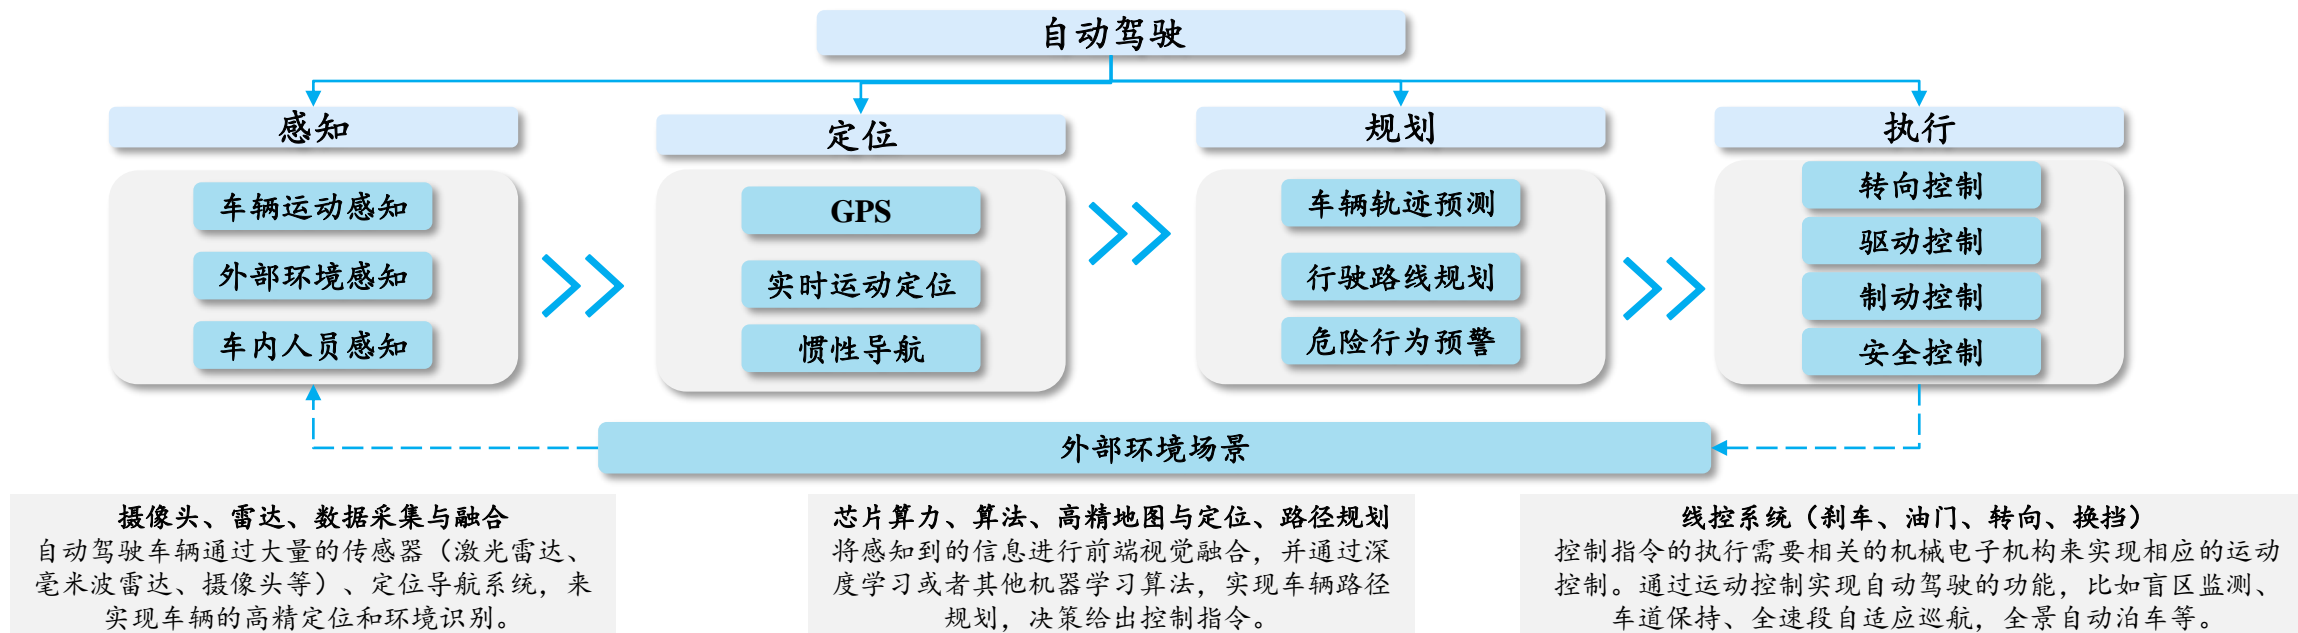 自动驾驶
感知
定位
规划
执行
车辆运动感知
外部环境感知
车内人员感知
GPS
实时运动定位
惯性导航
车辆轨迹预测
行驶路线规划
危险行为预警
转向控制
驱动控制
制动控制
安全控制
外部环境场景
摄像头、雷达、数据采集与融合
自动驾驶车辆通过大量的传感器（激光雷达、
毫米波雷达、摄像头等）、定位导航系统，来
实现车辆的高精定位和环境识别。
芯片算力、算法、高精地图与定位、路径规划
将感知到的信息进行前端视觉融合，并通过深
度学习或者其他机器学习算法，实现车辆路径
规划，决策给出控制指令。
线控系统（刹车、油门、转向、换挡）
控制指令的执行需要相关的机械电子机构来实现相应的运动
控制。通过运动控制实现自动驾驶的功能，比如盲区监测、
车道保持、全速段自适应巡航，全景自动泊车等。